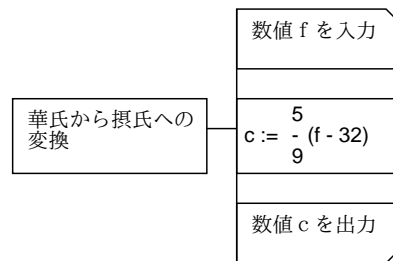 数値 f を入力
華氏から摂氏への
変換
5
c := - (f - 32)
9
数値 c を出力